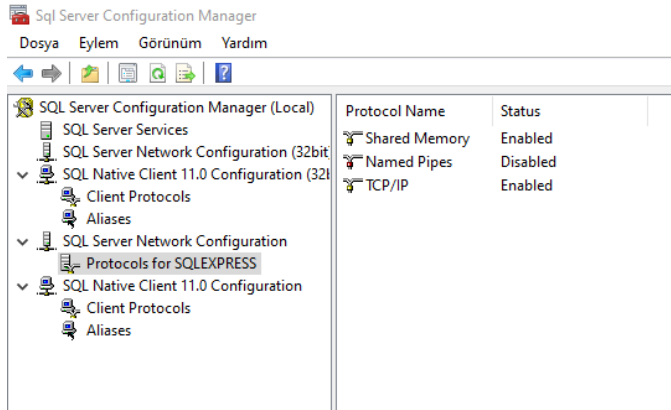 Sql Server Configuration Manager
Dosya Eylem Görünüm Yardım
SQL Server Configuration Manager (Local)
SQL Server Services
SQL Server Network Configuration (32bit
SQL Native Client 11.0 Configuration (32b
Client Protocols
Aliases
SQL Server Network Configuration
Protocols for SQLEXPRESS
SQL Native Client 11.0 Configuration
Client Protocols
Aliases
Protocol Name Status
Shared Memory Enabled
Named Pipes Disabled
TCP/IP Enabled